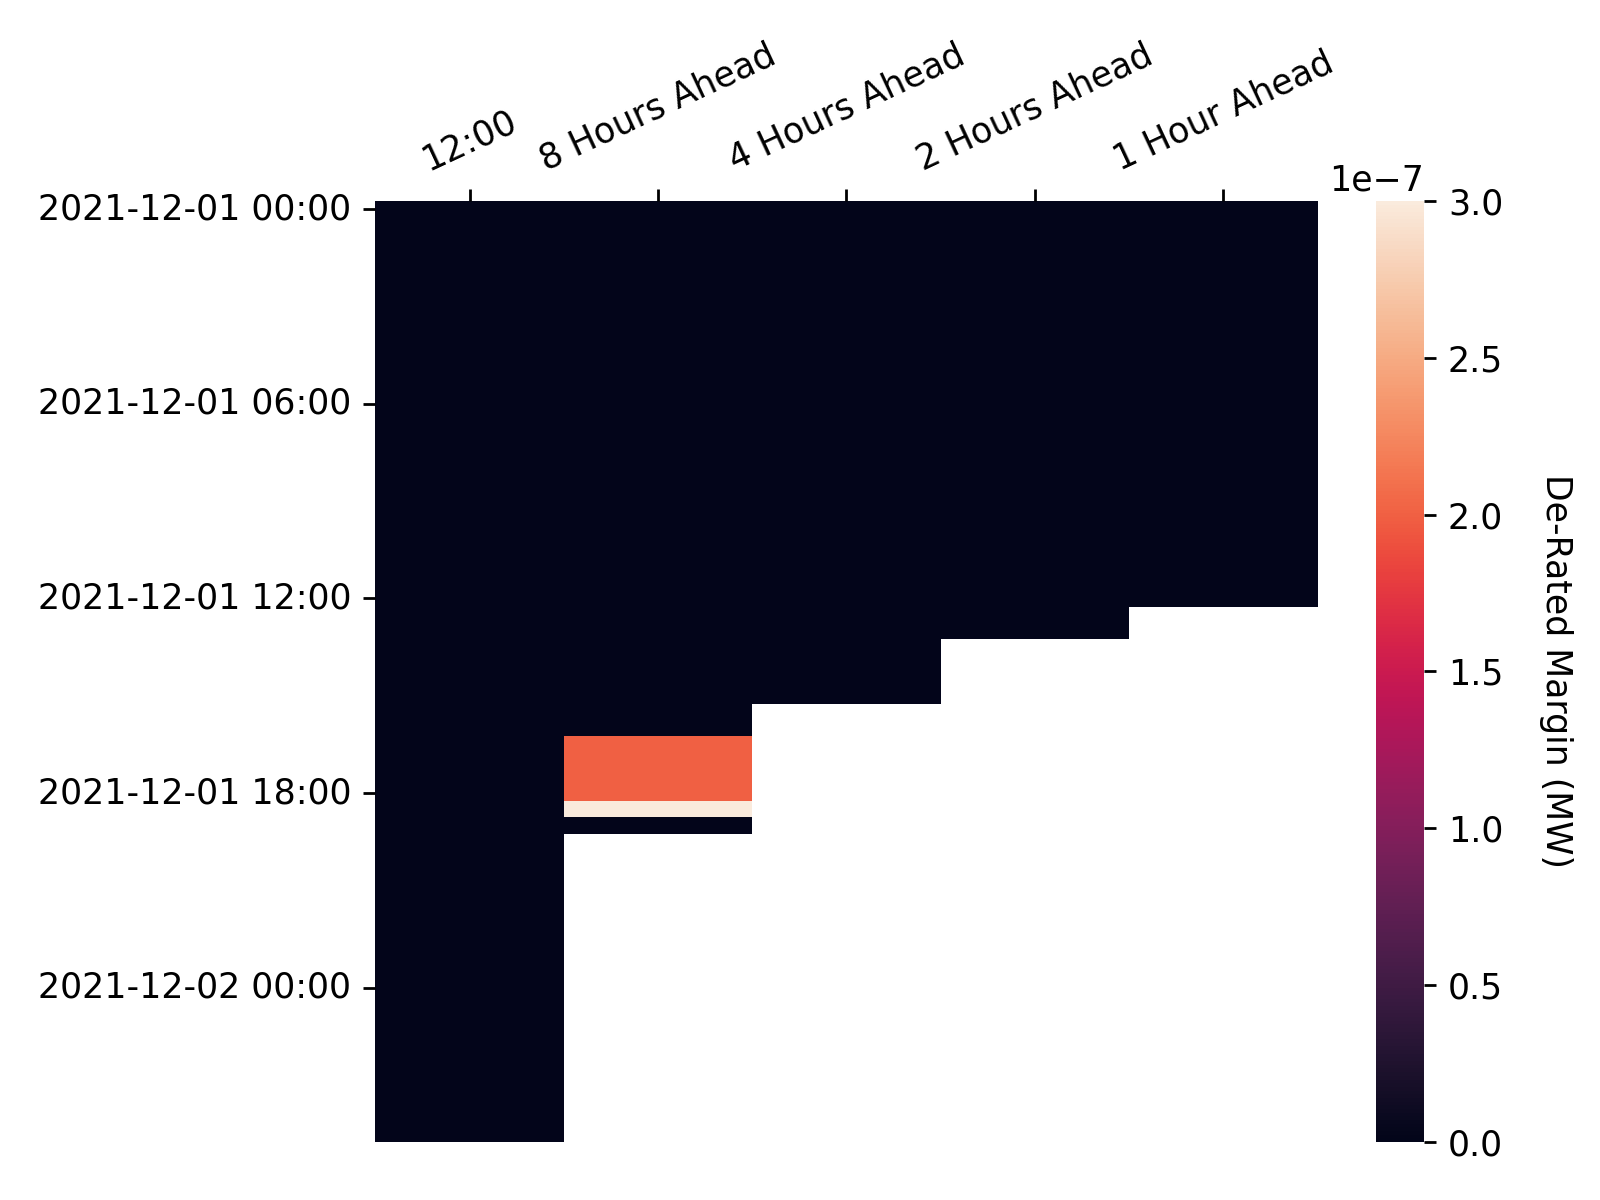 12:00
8 Hours Ahead
4 Hours Ahead
2 Hours Ahead
1 Hour Ahead
2021-12-01 00:00
2021-12-01 06:00
2021-12-01 12:00
2021-12-01 18:00
2021-12-02 00:00
1e−7
3.0
2.5
2.0
1.5
1.0
0.5
0.0
De-Rated Margin (MW)